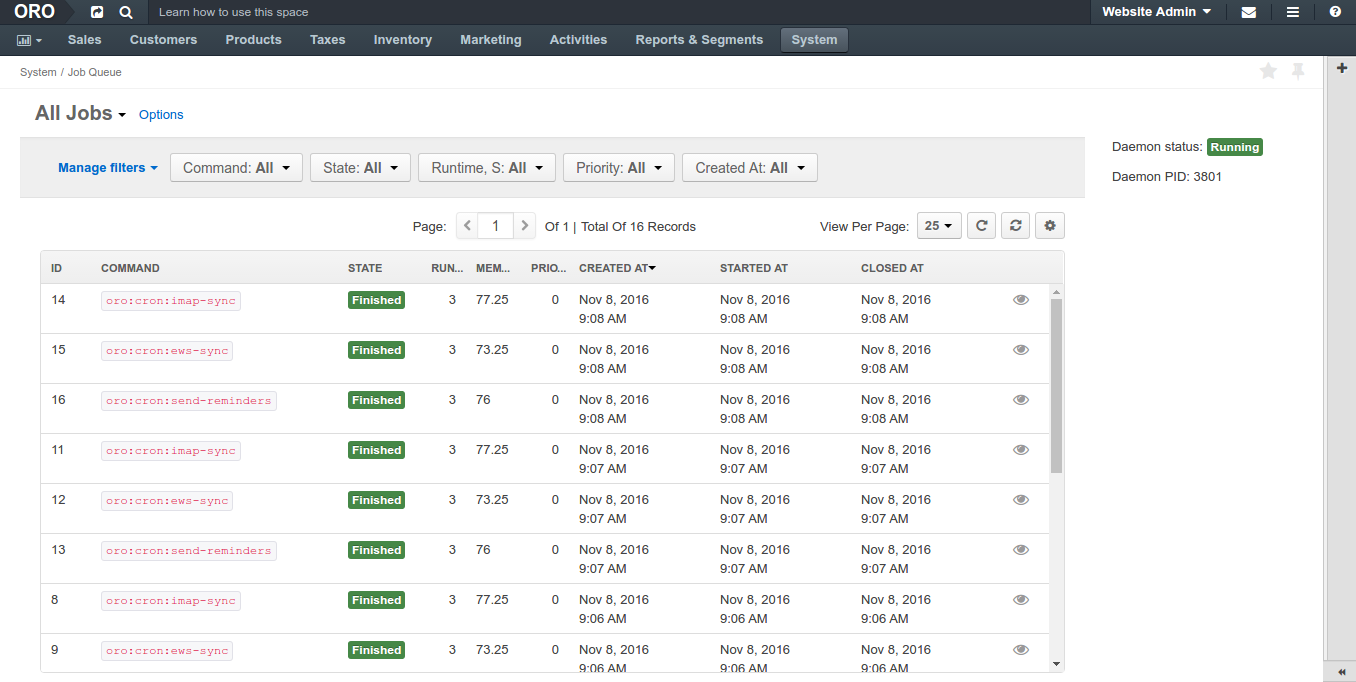 ORO Learn how to use this space Website Admin
Sales Customers Products Taxes Inventory Marketing Activities Reports & Segments System
System / Job Queue
All Jobs Options
Manage filters Command: All State: All Runtime, S: All Priority: All Created At: All
Daemon status: Running
Daemon PID: 3801
Page: 1 Of 1 | Total Of 16 Records View Per Page: 25
ID COMMAND STATE RUN... MEM... PRIO... CREATED AT STARTED AT CLOSED AT
14 oro:cron:imap-sync Finished 3 77.25 0 Nov 8, 2016 Nov 8, 2016 Nov 8, 2016
9:08 AM 9:08 AM 9:08 AM
15 oro:cron:ews-sync Finished 3 73.25 0 Nov 8, 2016 Nov 8, 2016 Nov 8, 2016
9:08 AM 9:08 AM 9:08 AM
16 oro:cron:send-reminders Finished 3 76 0 Nov 8, 2016 Nov 8, 2016 Nov 8, 2016
9:08 AM 9:08 AM 9:08 AM
11 oro:cron:imap-sync Finished 3 77.25 0 Nov 8, 2016 Nov 8, 2016 Nov 8, 2016
9:07 AM 9:07 AM 9:07 AM
12 oro:cron:ews-sync Finished 3 73.25 0 Nov 8, 2016 Nov 8, 2016 Nov 8, 2016
9:07 AM 9:07 AM 9:07 AM
13 oro:cron:send-reminders Finished 3 76 0 Nov 8, 2016 Nov 8, 2016 Nov 8, 2016
9:07 AM 9:07 AM 9:07 AM
8 oro:cron:imap-sync Finished 3 77.25 0 Nov 8, 2016 Nov 8, 2016 Nov 8, 2016
9:06 AM 9:06 AM 9:06 AM
9 oro:cron:ews-sync Finished 3 73.25 0 Nov 8, 2016 Nov 8, 2016 Nov 8, 2016
9:06 AM 9:06 AM 9:06 AM